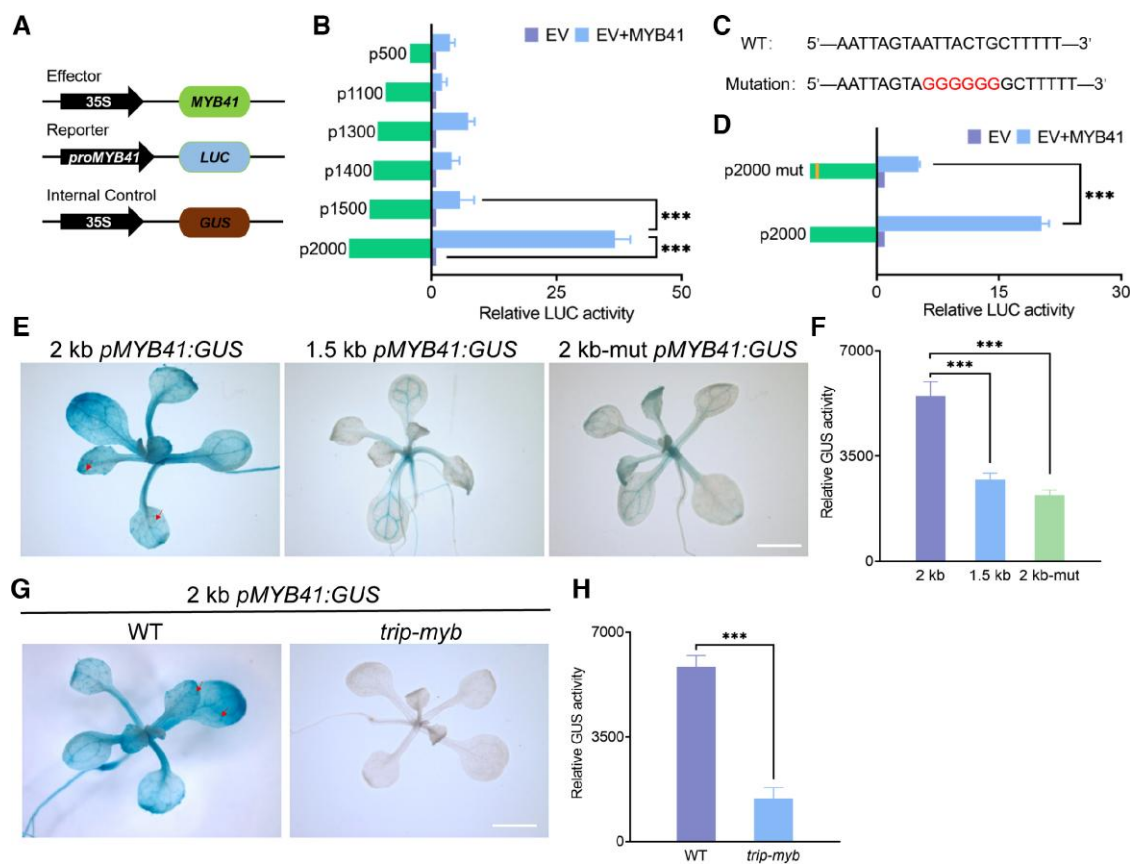 A
Effector
35S
MYB41
Reporter
proMYB41
LUC
Internal Control
35S
GUS
B
EV EV+MYB41
p500
p1100
p1300
p1400
p1500
p2000
***
***
0 25 50
Relative LUC activity
C
WT: 5'—AATTAGTAATTACTGCTTTTT—3'
Mutation: 5'—AATTAGTAGGGGGGGCTTTTT—3'
D
EV EV+MYB41
p2000 mut
p2000
***
0 15 30
Relative LUC activity
E
2 kb pMYB41:GUS 1.5 kb pMYB41:GUS 2 kb-mut pMYB41:GUS
F
Relative GUS activity
7000
3500
0
***
***
2 kb 1.5 kb 2 kb-mut
G
2 kb pMYB41:GUS
WT trip-myb
H
Relative GUS activity
7000
3500
0
***
WT trip-myb